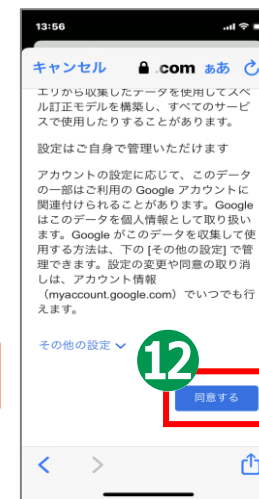 13:56
キャンセル .com ああ
エリから収集したデータを使用してスペ
ル訂正モデルを構築し、すべてのサービ
スで使用したりすることがあります。
設定はご自身で管理いただけます
アカウントの設定に応じて、このデータ
の一部はご利用の Google アカウントに
関連付けられることがあります。Google
はこのデータを個人情報として取り扱い
ます。Google がこのデータを収集して使
用する方法は、下の [その他の設定] で管
理できます。設定の変更や同意の取り消
しは、アカウント情報
（myaccount.google.com）でいつでも行
えます。
その他の設定
12
同意する